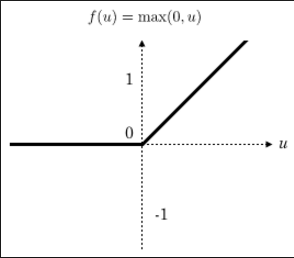 f(u) = max(0, u)
1
0
u
-1